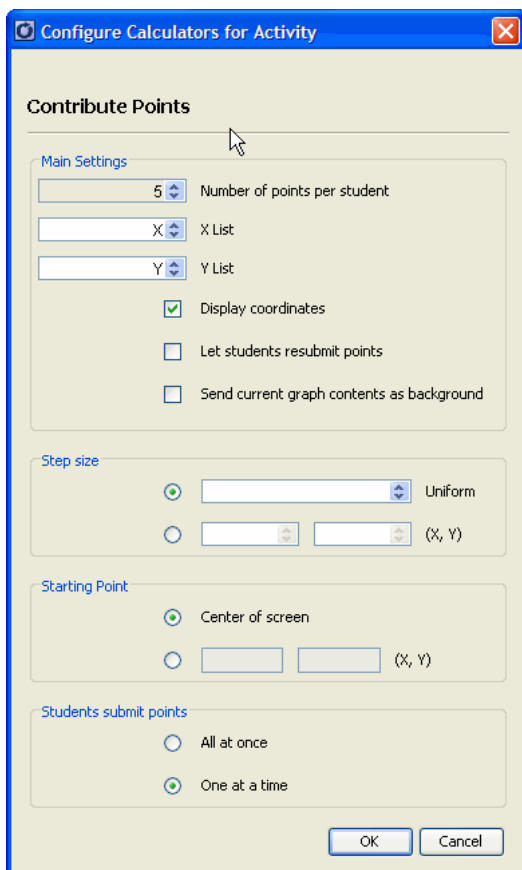 Configure Calculators for Activity
Contribute Points
Main Settings
5 Number of points per student
X X List
Y Y List
Display coordinates
Let students resubmit points
Send current graph contents as background
Step size
Uniform
(X, Y)
Starting Point
Center of screen
(X, Y)
Students submit points
All at once
One at a time
OK Cancel